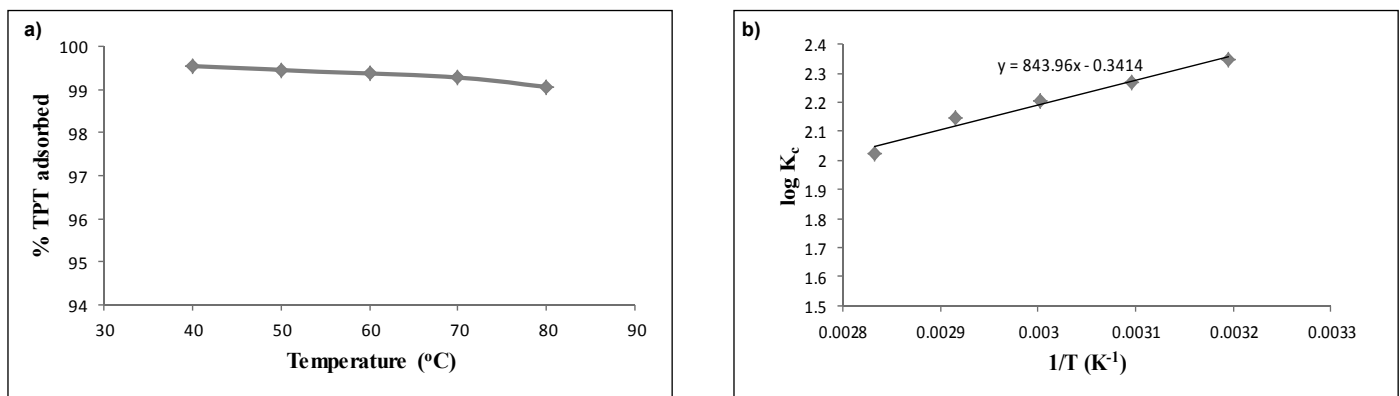 a)
100
99
98
97
96
95
94
% TPT adsorbed
30 40 50 60 70 80 90
Temperature (°C)
b)
2.4
2.3
2.2
2.1
2
1.9
1.8
1.7
1.6
1.5
log Kc
y = 843.96x - 0.3414
0.0028 0.0029 0.003 0.0031 0.0032 0.0033
1/T (K⁻¹)